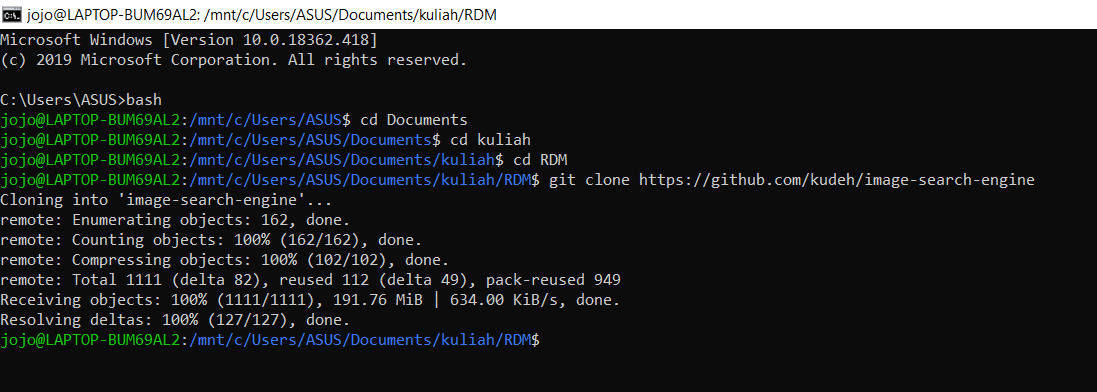 jojo@LAPTOP-BUM69AL2: /mnt/c/Users/ASUS/Documents/kuliah/RDM
Microsoft Windows [Version 10.0.18362.418]
(c) 2019 Microsoft Corporation. All rights reserved.
C:\Users\ASUS>bash
jojo@LAPTOP-BUM69AL2:/mnt/c/Users/ASUS$ cd Documents
jojo@LAPTOP-BUM69AL2:/mnt/c/Users/ASUS/Documents$ cd kuliah
jojo@LAPTOP-BUM69AL2:/mnt/c/Users/ASUS/Documents/kuliah$ cd RDM
jojo@LAPTOP-BUM69AL2:/mnt/c/Users/ASUS/Documents/kuliah/RDM$ git clone https://github.com/kudeh/image-search-engine
Cloning into 'image-search-engine'...
remote: Enumerating objects: 162, done.
remote: Counting objects: 100% (162/162), done.
remote: Compressing objects: 100% (102/102), done.
remote: Total 1111 (delta 82), reused 112 (delta 49), pack-reused 949
Receiving objects: 100% (1111/1111), 191.76 MiB | 634.00 KiB/s, done.
Resolving deltas: 100% (127/127), done.
jojo@LAPTOP-BUM69AL2:/mnt/c/Users/ASUS/Documents/kuliah/RDM$